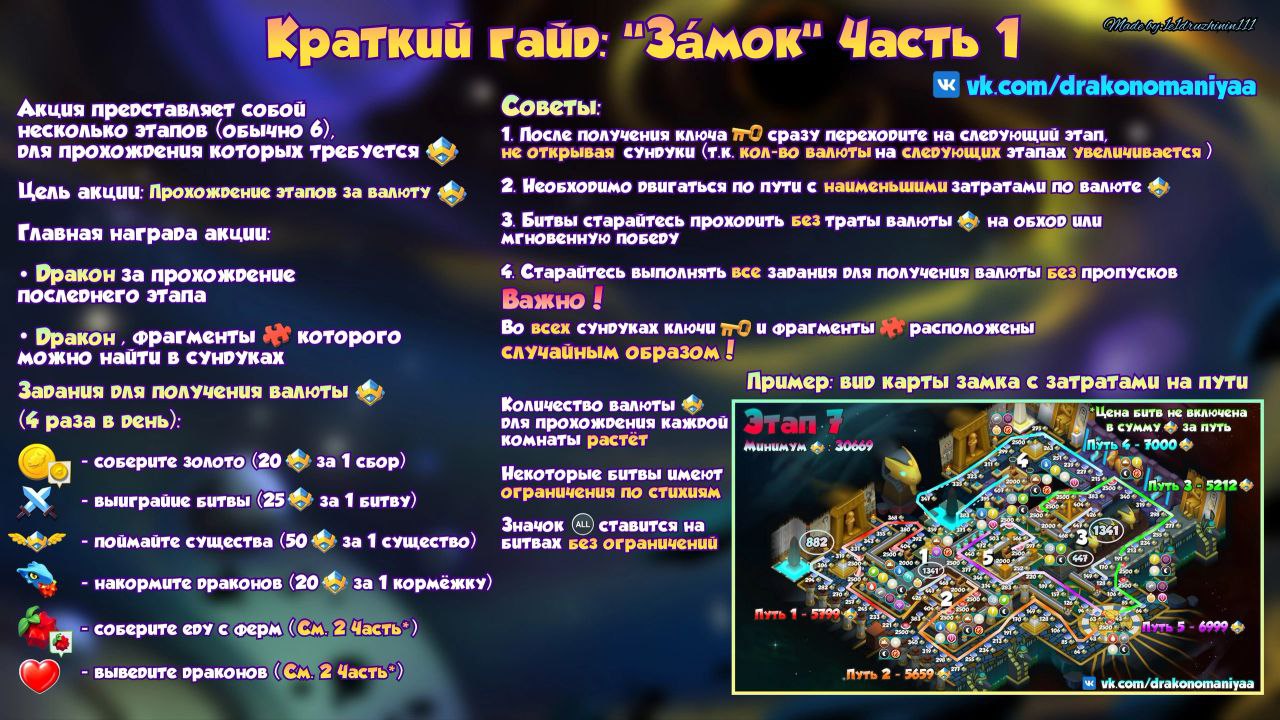 Краткий гайд: "За́мок" Часть 1
Made by 1e1druzhinin111
vk.com/drakonomaniyaa
Акция представляет собой
несколько этапов (обычно 6),
для прохождения которых требуется
Цель акции: Прохождение этапов за валюту
Главная награда акции:
• Дракон за прохождение
последнего этапа
• Дракон , фрагменты которого
можно найти в сундуках
Задания для получения валюты
(4 раза в день):
- соберите золото (20 за 1 сбор)
- выиграйие битвы (25 за 1 битву)
- поймайте существа (50 за 1 существо)
- накормите драконов (20 за 1 кормёжку)
- соберите еду с ферм ( См. 2 Часть*)
- выведите драконов ( См. 2 Часть*)
Советы:
1. После получения ключа сразу переходите на следующий этап,
не открывая сундуки (т.к. кол-во валюты на следующих этапах увеличивается )
2. Необходимо двигаться по пути с наименьшими затратами по валюте
3. Битвы старайтесь проходить без траты валюты на обход или
мгновенную победу
4. Старайтесь выполнять все задания для получения валюты без пропусков
Важно !
Во всех сундуках ключи и фрагменты расположены
случайным образом !
Количество валюты
для прохождения каждой
комнаты растёт
Некоторые битвы имеют
ограничения по стихиям
Значок ALL ставится на
битвах без ограничений
Пример: вид карты замка с затратами на пути
Этап 7
Минимум : 30669
*Цена битв не включена
в сумму за путь
Путь 4 - 7000
Путь 3 - 5212
882
1341
447
1
1341
2
3
4
5
Путь 1 - 5799
Путь 5 - 6999
Путь 2 - 5659
vk.com/drakonomaniyaa